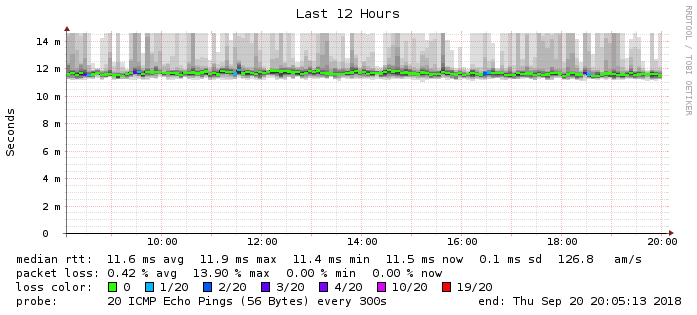 Last 12 Hours
RRDTOOL / TOBI OETIKER
Seconds
14 m
12 m
10 m
8 m
6 m
4 m
2 m
0
10:00 12:00 14:00 16:00 18:00 20:00
median rtt: 11.6 ms avg 11.9 ms max 11.4 ms min 11.5 ms now 0.1 ms sd 126.8 am/s
packet loss: 0.42 % avg 13.90 % max 0.00 % min 0.00 % now
loss color: 0 1/20 2/20 3/20 4/20 10/20 19/20
probe: 20 ICMP Echo Pings (56 Bytes) every 300s end: Thu Sep 20 20:05:13 2018